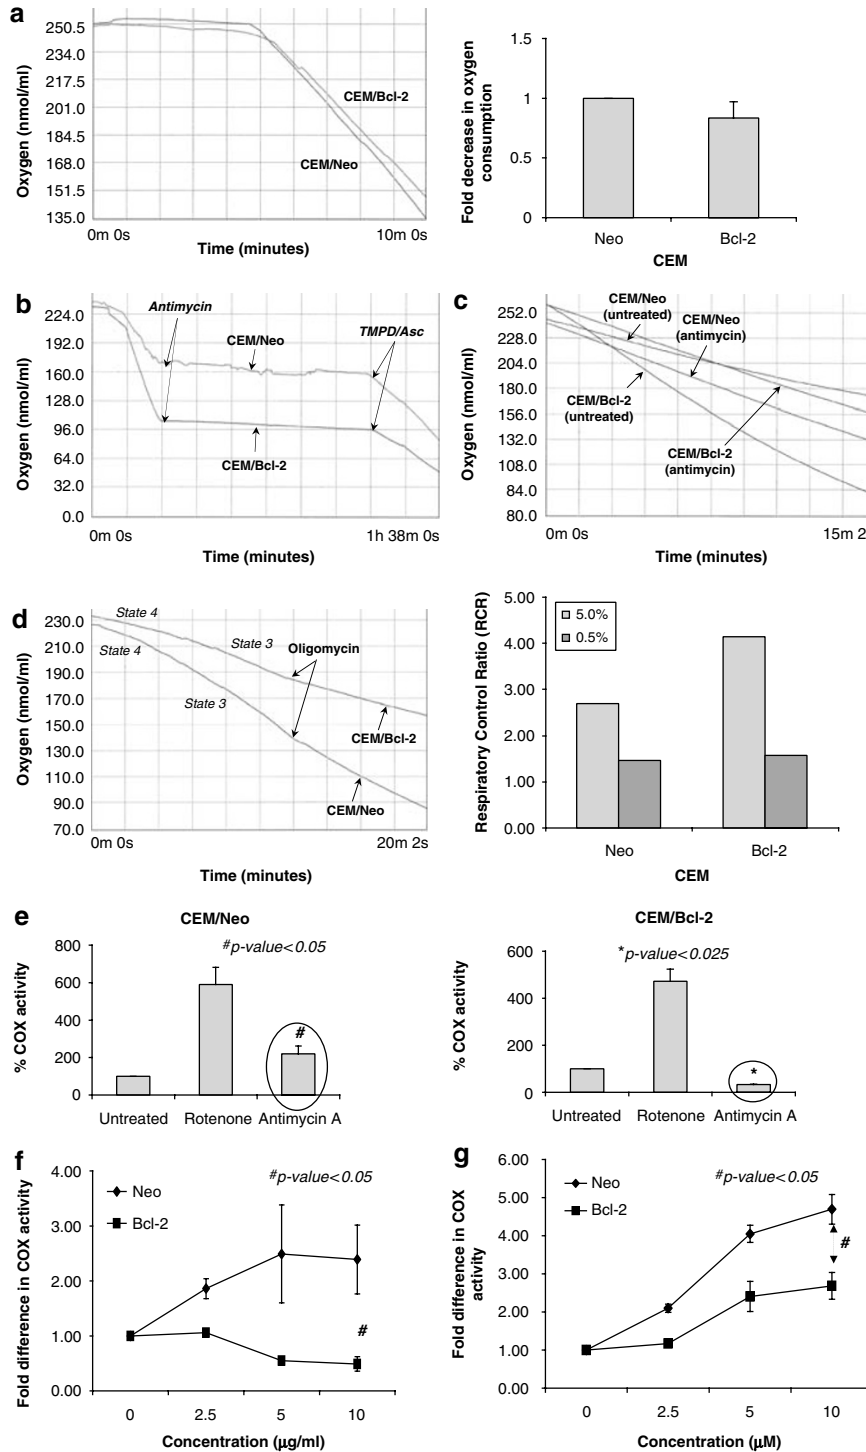 a
Oxygen (nmol/ml)
250.5
234.0
217.5
201.0
184.5
168.0
151.5
135.0
CEM/Bcl-2
CEM/Neo
0m 0s
10m 0s
Time (minutes)
Fold decrease in oxygen
consumption
1.5
1
0.5
0
Neo
Bcl-2
CEM
b
Oxygen (nmol/ml)
224.0
192.0
160.0
128.0
96.0
64.0
32.0
0.0
Antimycin
CEM/Neo
TMPD/Asc
CEM/Bcl-2
0m 0s
1h 38m 0s
Time (minutes)
c
Oxygen (nmol/ml)
252.0
228.0
204.0
180.0
156.0
132.0
108.0
84.0
80.0
CEM/Neo
(untreated)
CEM/Neo
(antimycin)
CEM/Bcl-2
(untreated)
CEM/Bcl-2
(antimycin)
0m 0s
15m 2
Time (minutes)
d
Oxygen (nmol/ml)
230.0
210.0
190.0
170.0
150.0
130.0
110.0
90.0
70.0
State 4
State 4
State 3
State 3
Oligomycin
CEM/Bcl-2
CEM/Neo
0m 0s
20m 2s
Time (minutes)
Respiratory Control Ratio (RCR)
5.00
4.00
3.00
2.00
1.00
0.00
5.0%
0.5%
Neo
Bcl-2
CEM
e
CEM/Neo
#p-value<0.05
% COX activity
800
600
400
200
0
#
Untreated
Rotenone
Antimycin A
CEM/Bcl-2
*p-value<0.025
% COX activity
600
400
200
0
*
Untreated
Rotenone
Antimycin A
f
Fold difference in COX activity
4.00
3.00
2.00
1.00
0.00
Neo
Bcl-2
#p-value<0.05
#
0
2.5
5
10
Concentration (μg/ml)
g
Fold difference in COX
activity
6.00
5.00
4.00
3.00
2.00
1.00
0.00
Neo
Bcl-2
#p-value<0.05
#
0
2.5
5
10
Concentration (μM)